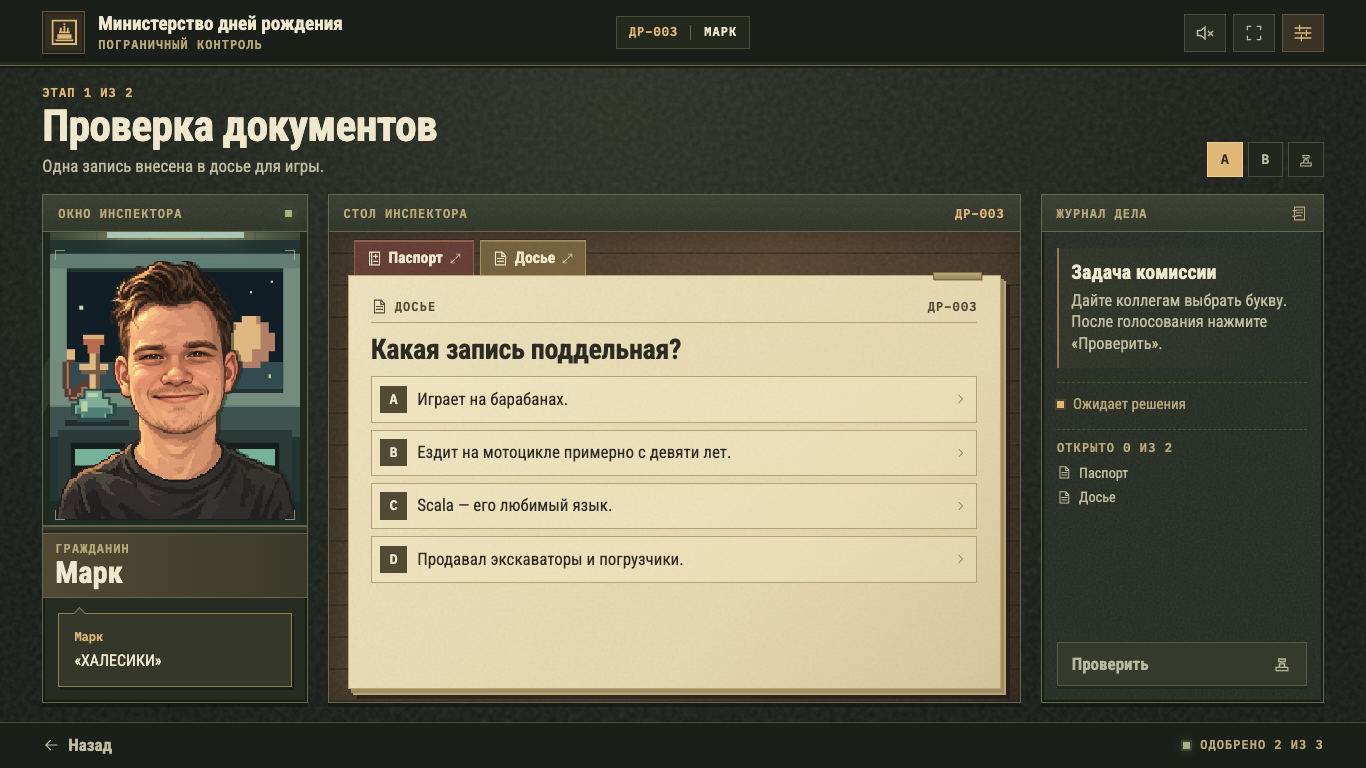 Министерство дней рождения
ПОГРАНИЧНЫЙ КОНТРОЛЬ
ДР-003 МАРК
ЭТАП 1 ИЗ 2
Проверка документов
Одна запись внесена в досье для игры.
A B
ОКНО ИНСПЕКТОРА
ГРАЖДАНИН
Марк
Марк
«ХАЛЕСИКИ»
СТОЛ ИНСПЕКТОРА ДР-003
Паспорт Досье
ДОСЬЕ ДР-003
Какая запись поддельная?
A Играет на барабанах.
B Ездит на мотоцикле примерно с девяти лет.
C Scala — его любимый язык.
D Продавал экскаваторы и погрузчики.
ЖУРНАЛ ДЕЛА
Задача комиссии
Дайте коллегам выбрать букву.
После голосования нажмите
«Проверить».
Ожидает решения
ОТКРЫТО 0 ИЗ 2
Паспорт
Досье
Проверить
Назад
ОДОБРЕНО 2 ИЗ 3